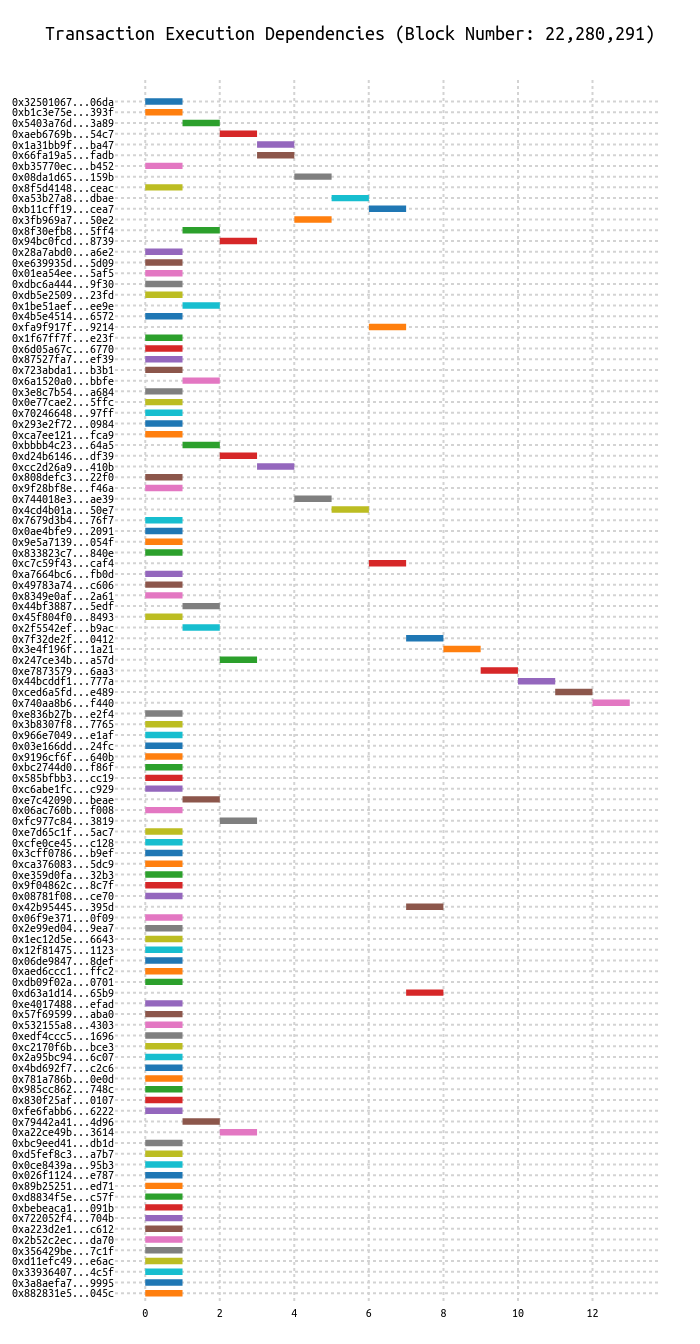 Transaction Execution Dependencies (Block Number: 22,280,291)
0x32501067...06da
0xb1c3e75e...393f
0x5403a76d...3a89
0xaeb6769b...54c7
0x1a31bb9f...ba47
0x66fa19a5...fadb
0xb35770ec...b452
0x08da1d65...159b
0x8f5d4148...ceac
0xa53b27a8...dbae
0xb11cff19...cea7
0x3fb969a7...50e2
0x8f30efb8...5ff4
0x94bc0fcd...8739
0x28a7abd0...a6e2
0xe639935d...5d09
0x01ea54ee...5af5
0xdbc6a444...9f30
0xdb5e2509...23fd
0x1be51aef...ee9e
0x4b5e4514...6572
0xfa9f917f...9214
0x1f67ff7f...e23f
0x6d05a67c...6770
0x87527fa7...ef39
0x723abda1...b3b1
0x6a1520a0...bbfe
0x3e8c7b54...a684
0x0e77cae2...5ffc
0x70246648...97ff
0x293e2f72...0984
0xca7ee121...fca9
0xbbbb4c23...64a5
0xd24b6146...df39
0xcc2d26a9...410b
0x808defc3...22f0
0x9f28bf8e...f46a
0x744018e3...ae39
0x4cd4b01a...50e7
0x7679d3b4...76f7
0x0ae4bfe9...2091
0x9e5a7139...054f
0x833823c7...840e
0xc7c59f43...caf4
0xa7664bc6...fb0d
0x49783a74...c606
0x8349e0af...2a61
0x44bf3887...5edf
0x45f804f0...8493
0x2f5542ef...b9ac
0x7f32de2f...0412
0x3e4f196f...1a21
0x247ce34b...a57d
0xe7873579...6aa3
0x44bcddf1...777a
0xced6a5fd...e489
0x740aa8b6...f440
0xe836b27b...e2f4
0x3b8307f8...7765
0x966e7049...e1af
0x03e166dd...24fc
0x9196cf6f...640b
0xbc2744d0...f86f
0x585bfbb3...cc19
0xc6abe1fc...c929
0xe7c42090...beae
0x06ac760b...f008
0xfc977c84...3819
0xe7d65c1f...5ac7
0xcfe0ce45...c128
0x3cff0786...b9ef
0xca376083...5dc9
0xe359d0fa...32b3
0x9f04862c...8c7f
0x08781f08...ce70
0x42b95445...395d
0x06f9e371...0f09
0x2e99ed04...9ea7
0x1ec12d5e...6643
0x12f81475...1123
0x06de9847...8def
0xaed6ccc1...ffc2
0xdb09f02a...0701
0xd63a1d14...65b9
0xe4017488...efad
0x57f69599...aba0
0x532155a8...4303
0xedf4ccc5...1696
0xc2170f6b...bce3
0x2a95bc94...6c07
0x4bd692f7...c2c6
0x781a786b...0e0d
0x985cc862...748c
0x830f25af...0107
0xfe6fabb6...6222
0x79442a41...4d96
0xa22ce49b...3614
0xbc9eed41...db1d
0xd5fef8c3...a7b7
0x0ce8439a...95b3
0x026f1124...e787
0x89b25251...ed71
0xd8834f5e...c57f
0xbebeaca1...091b
0x722052f4...704b
0xa223d2e1...c612
0x2b52c2ec...da70
0x356429be...7c1f
0xd11efc49...e6ac
0x33936407...4c5f
0x3a8aefa7...9995
0x882831e5...045c
0 2 4 6 8 10 12